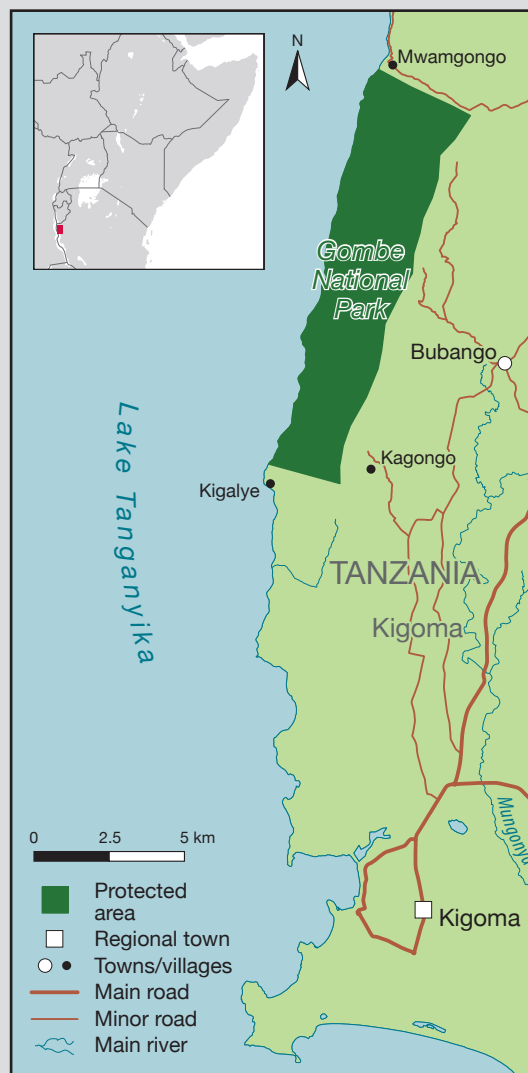 N
Mwamgongo
Gombe
National
Park
Bubango
Lake Tanganyika
Kagongo
Kigalye
TANZANIA
Kigoma
0 2.5 5 km
Mungonya
Protected
area
Regional town
Kigoma
Towns/villages
Main road
Minor road
Main river